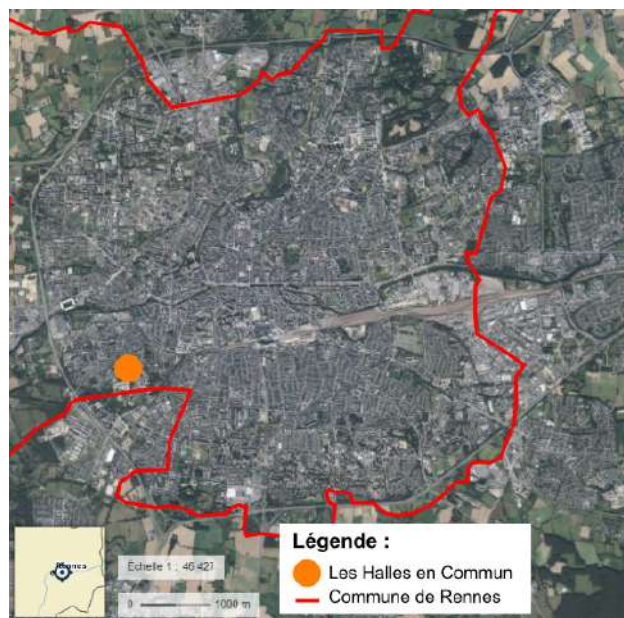 Rennes
Echelle 1 : 46 427
0 1000 m
Légende :
Les Halles en Commun
Commune de Rennes